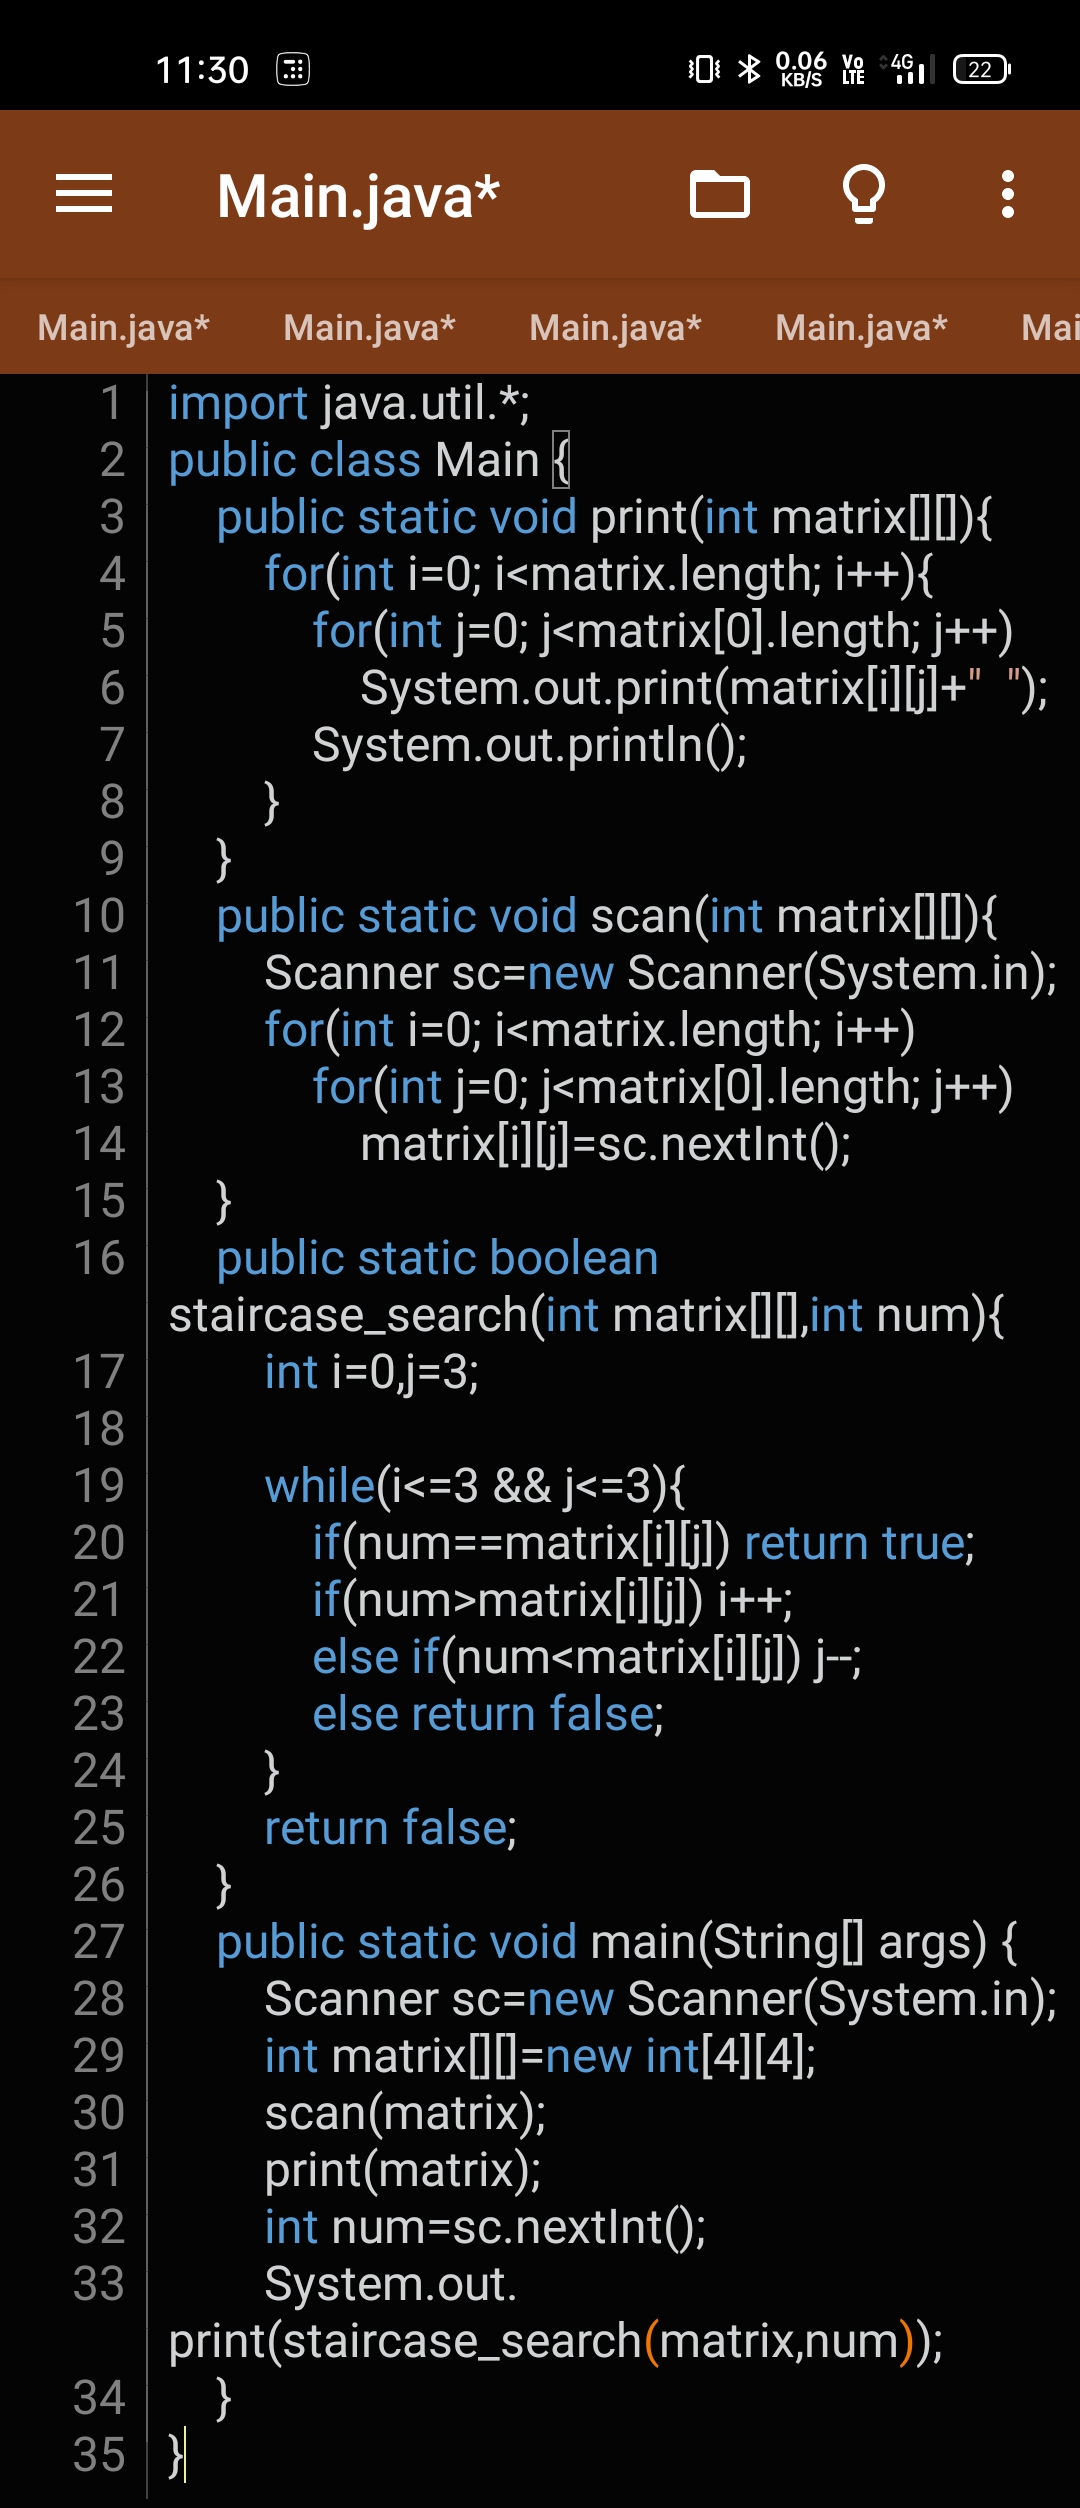 11:30 0.06 KB/S Vo LTE 4G 22
Main.java*
Main.java* Main.java* Main.java* Main.java* Mai
1 import java.util.*;
2 public class Main {
3 public static void print(int matrix[][]){
4 for(int i=0; i<matrix.length; i++){
5 for(int j=0; j<matrix[0].length; j++)
6 System.out.print(matrix[i][j]+"  ");
7 System.out.println();
8 }
9 }
10 public static void scan(int matrix[][]){
11 Scanner sc=new Scanner(System.in);
12 for(int i=0; i<matrix.length; i++)
13 for(int j=0; j<matrix[0].length; j++)
14 matrix[i][j]=sc.nextInt();
15 }
16 public static boolean
staircase_search(int matrix[][],int num){
17 int i=0,j=3;
18
19 while(i<=3 && j<=3){
20 if(num==matrix[i][j]) return true;
21 if(num>matrix[i][j]) i++;
22 else if(num<matrix[i][j]) j--;
23 else return false;
24 }
25 return false;
26 }
27 public static void main(String[] args) {
28 Scanner sc=new Scanner(System.in);
29 int matrix[][]=new int[4][4];
30 scan(matrix);
31 print(matrix);
32 int num=sc.nextInt();
33 System.out.
print(staircase_search(matrix,num));
34 }
35 }